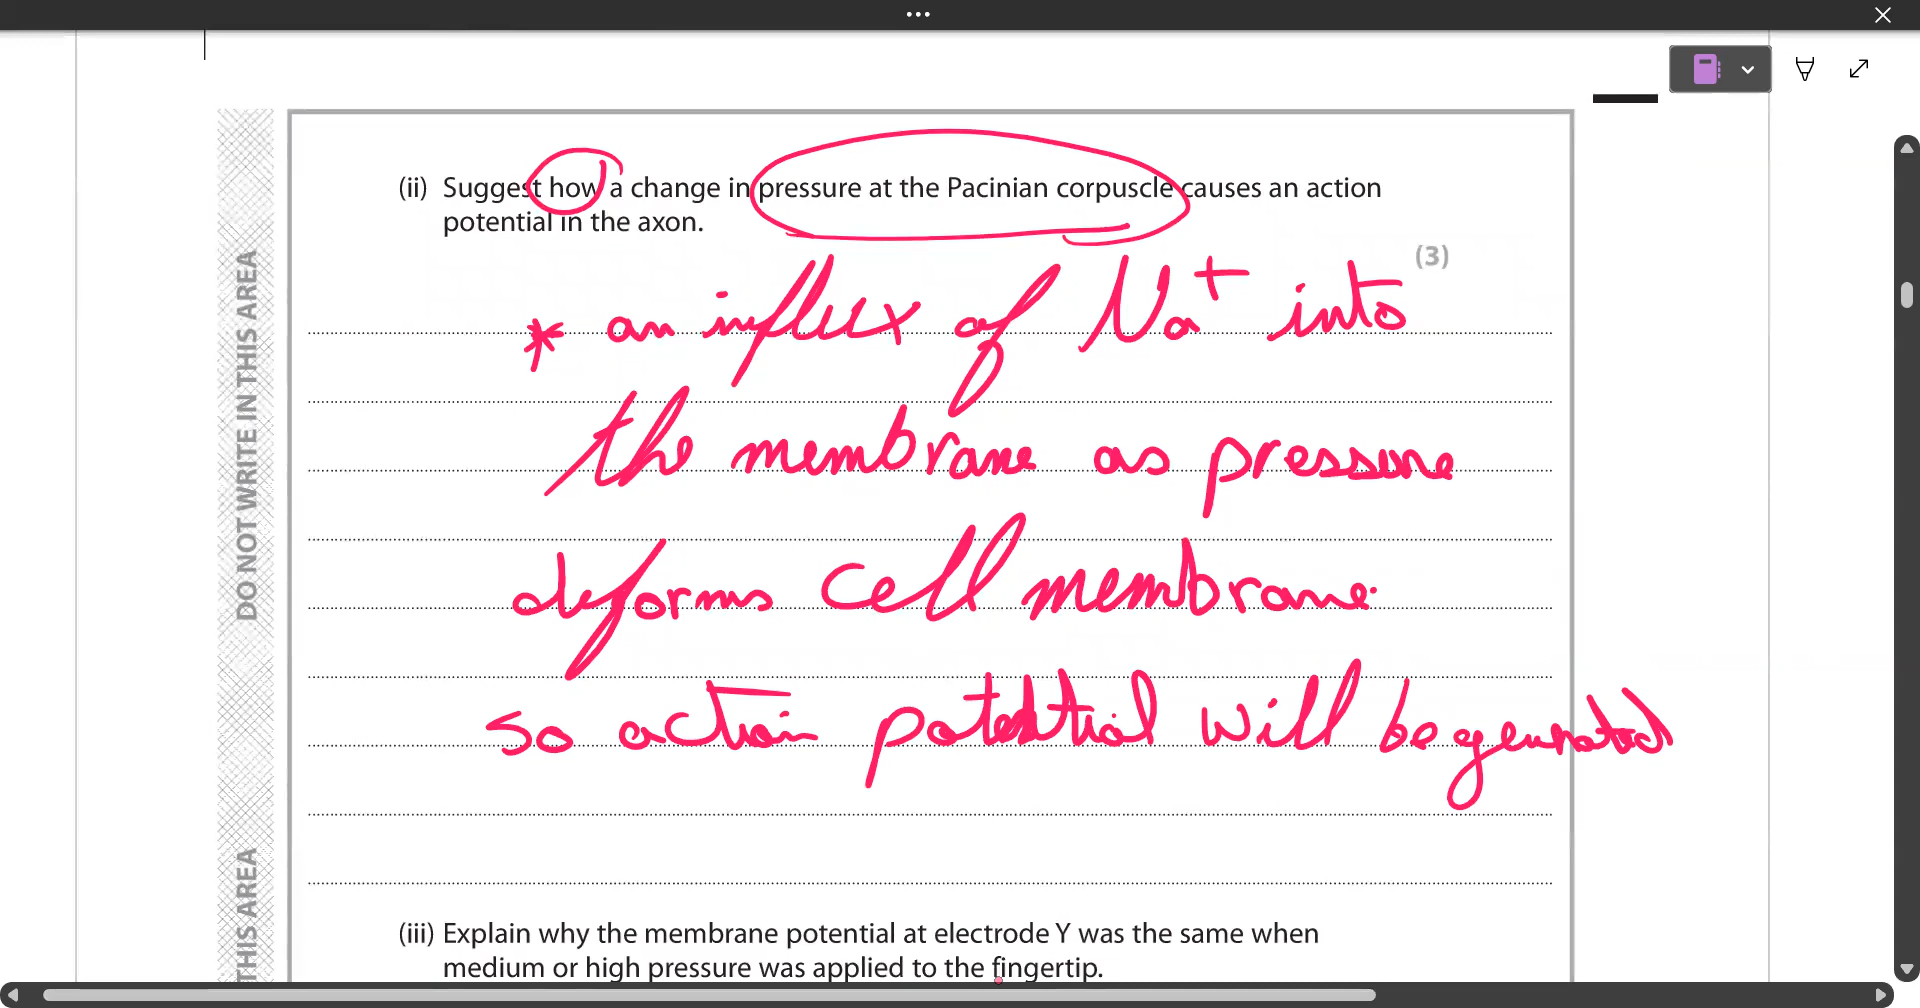 (ii) Suggest how a change in pressure at the Pacinian corpuscle causes an action
potential in the axon.
(3)
* an influx of Na+ into
the membrane as pressure
deforms cell membrane.
so action potential will be generated
(iii) Explain why the membrane potential at electrode Y was the same when
medium or high pressure was applied to the fingertip.
DO NOT WRITE IN THIS AREA
THIS AREA